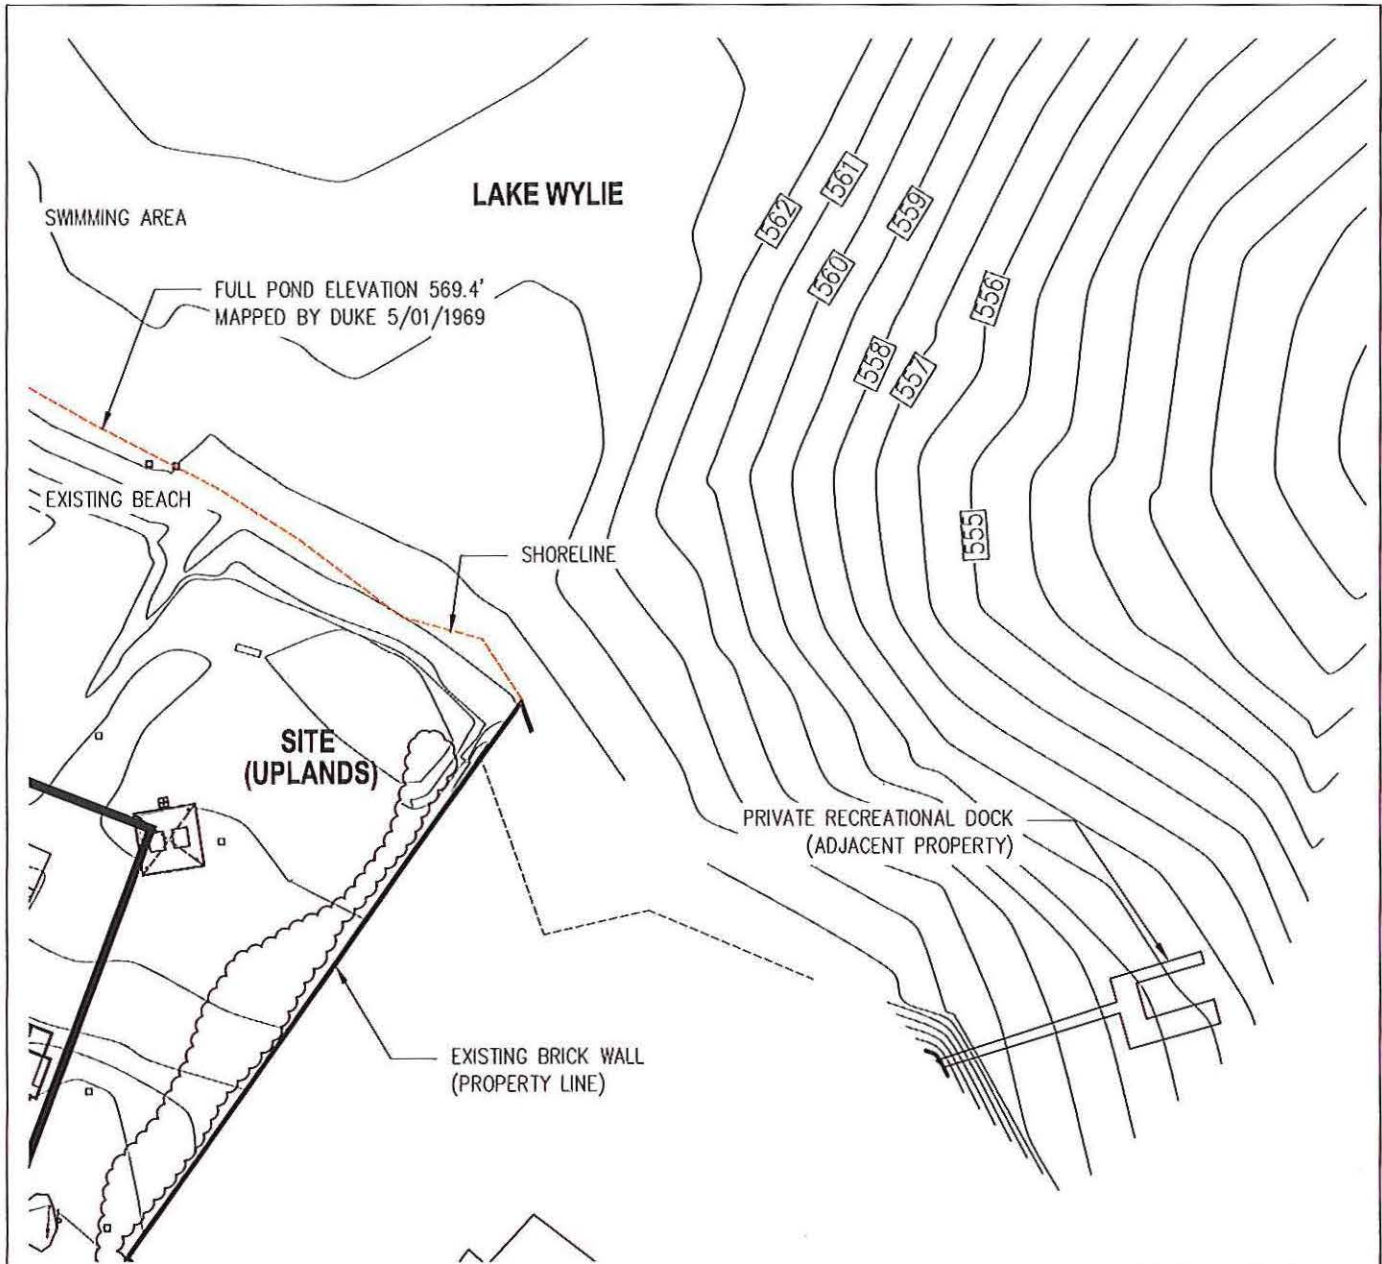 LAKE WYLIE
SWIMMING AREA
FULL POND ELEVATION 569.4'
MAPPED BY DUKE 5/01/1969
562
561
560
559
558
557
556
555
EXISTING BEACH
SHORELINE
SITE
(UPLANDS)
PRIVATE RECREATIONAL DOCK
(ADJACENT PROPERTY)
EXISTING BRICK WALL
(PROPERTY LINE)